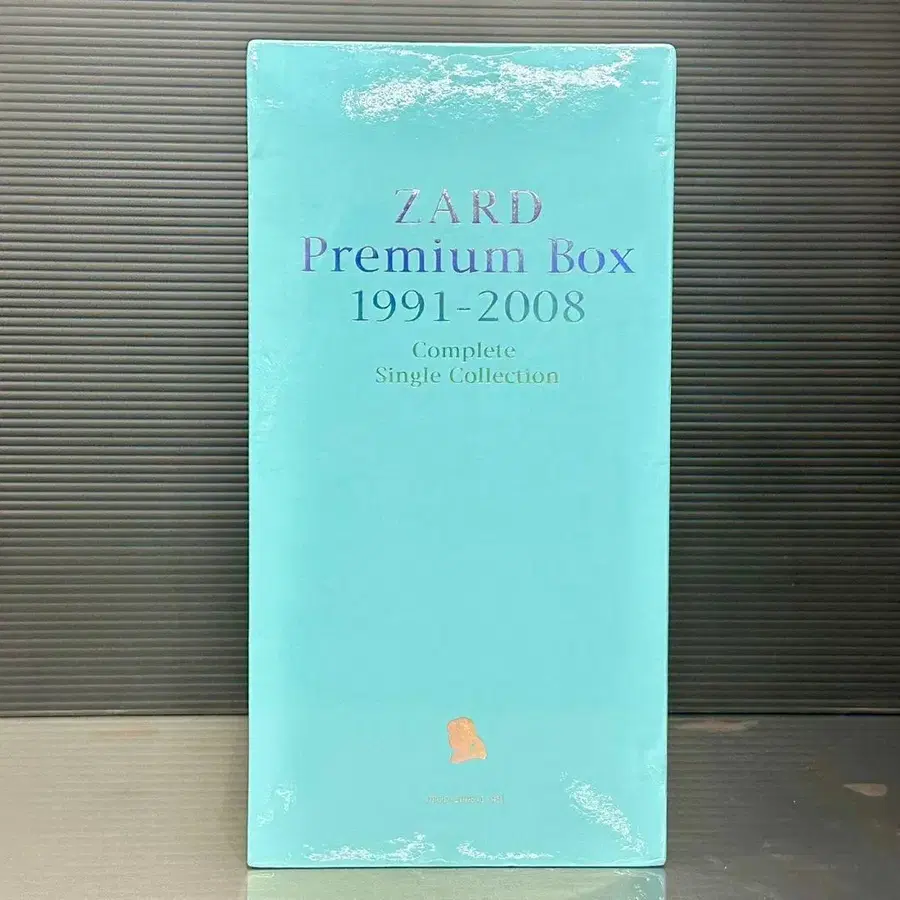 ZARD
Premium Box
1991-2008
Complete
Single Collection